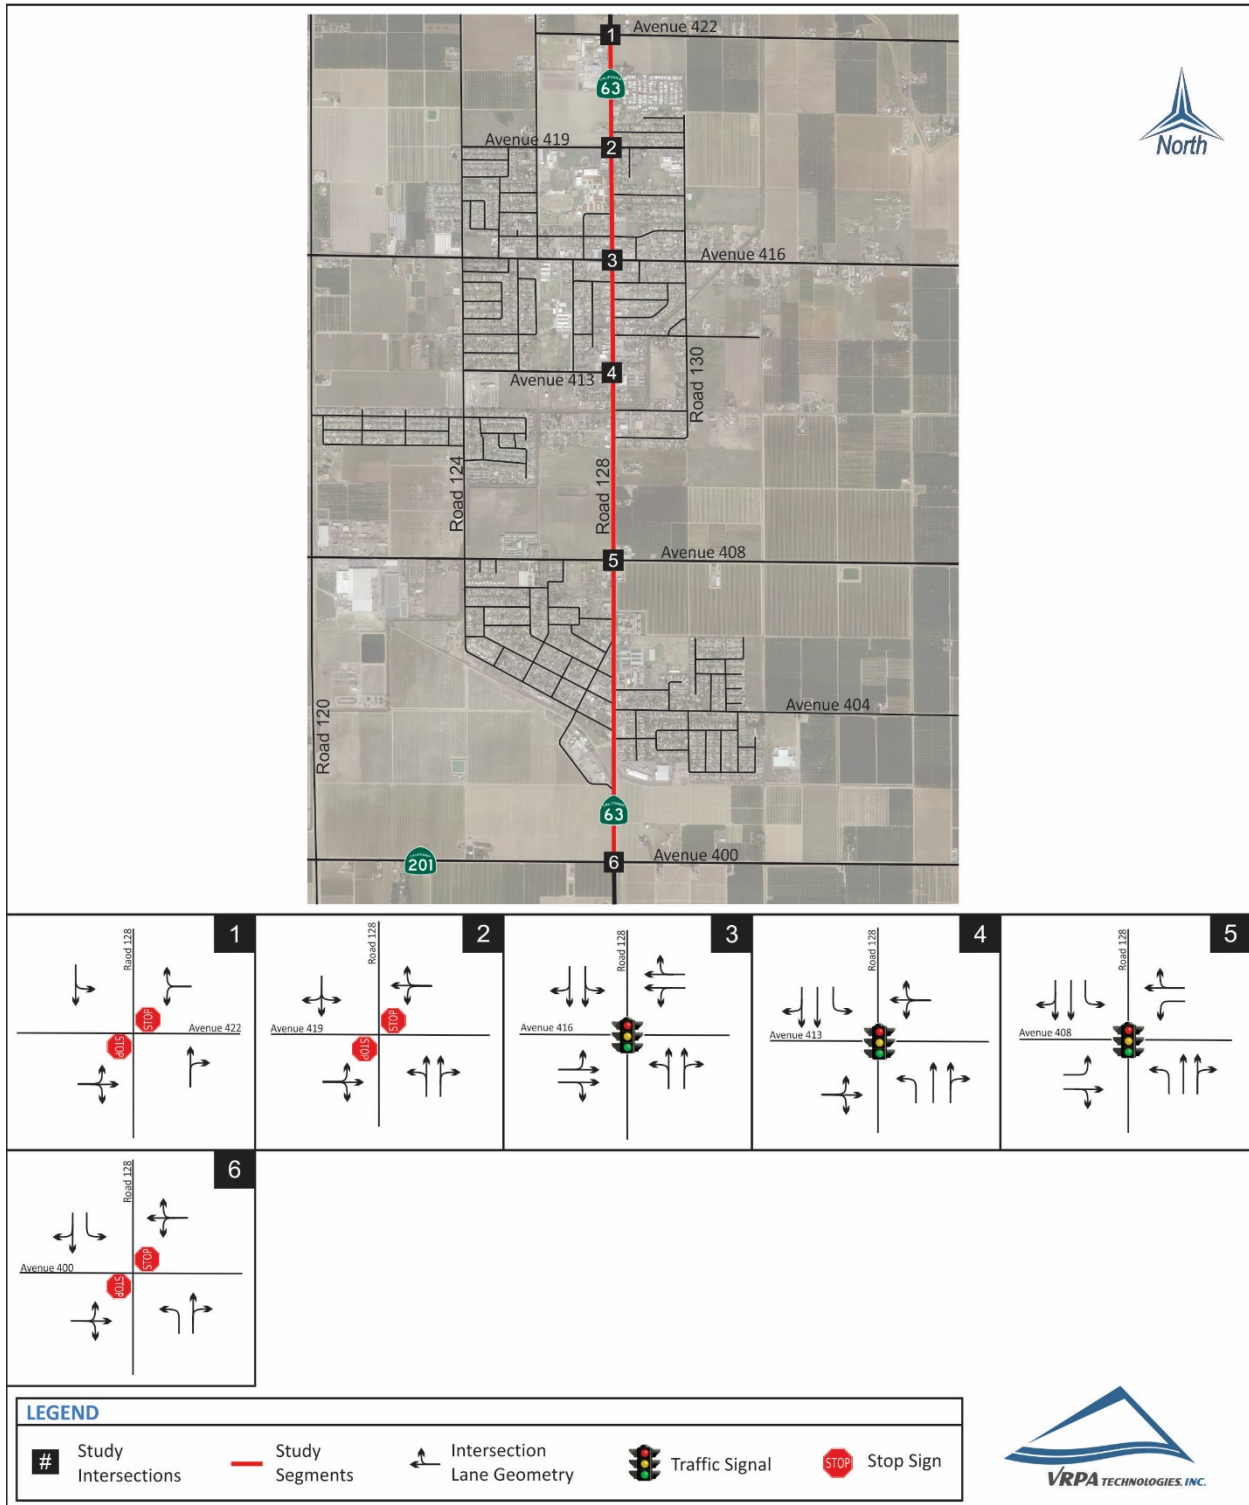 1
Avenue 422
CALIFORNIA
63
North
Avenue 419
2
3
Avenue 416
Avenue 413
4
Road 130
Road 124
Road 128
5
Avenue 408
Road 120
Avenue 404
CALIFORNIA
63
CALIFORNIA
201
6
Avenue 400
1
Raod 128
STOP
Avenue 422
STOP
2
Road 128
STOP
Avenue 419
STOP
3
Road 128
Avenue 416
4
Road 128
Avenue 413
5
Road 128
Avenue 408
6
Road 128
STOP
Avenue 400
STOP
LEGEND
# Study
Intersections
Study
Segments
Intersection
Lane Geometry
Traffic Signal
STOP Stop Sign
VRPA TECHNOLOGIES, INC.